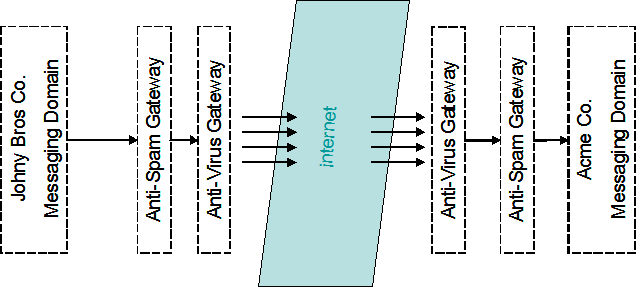 Johny Bros Co.
Messaging Domain
Anti-Spam Gateway
Anti-Virus Gateway
internet
Anti-Virus Gateway
Anti-Spam Gateway
Acme Co.
Messaging Domain